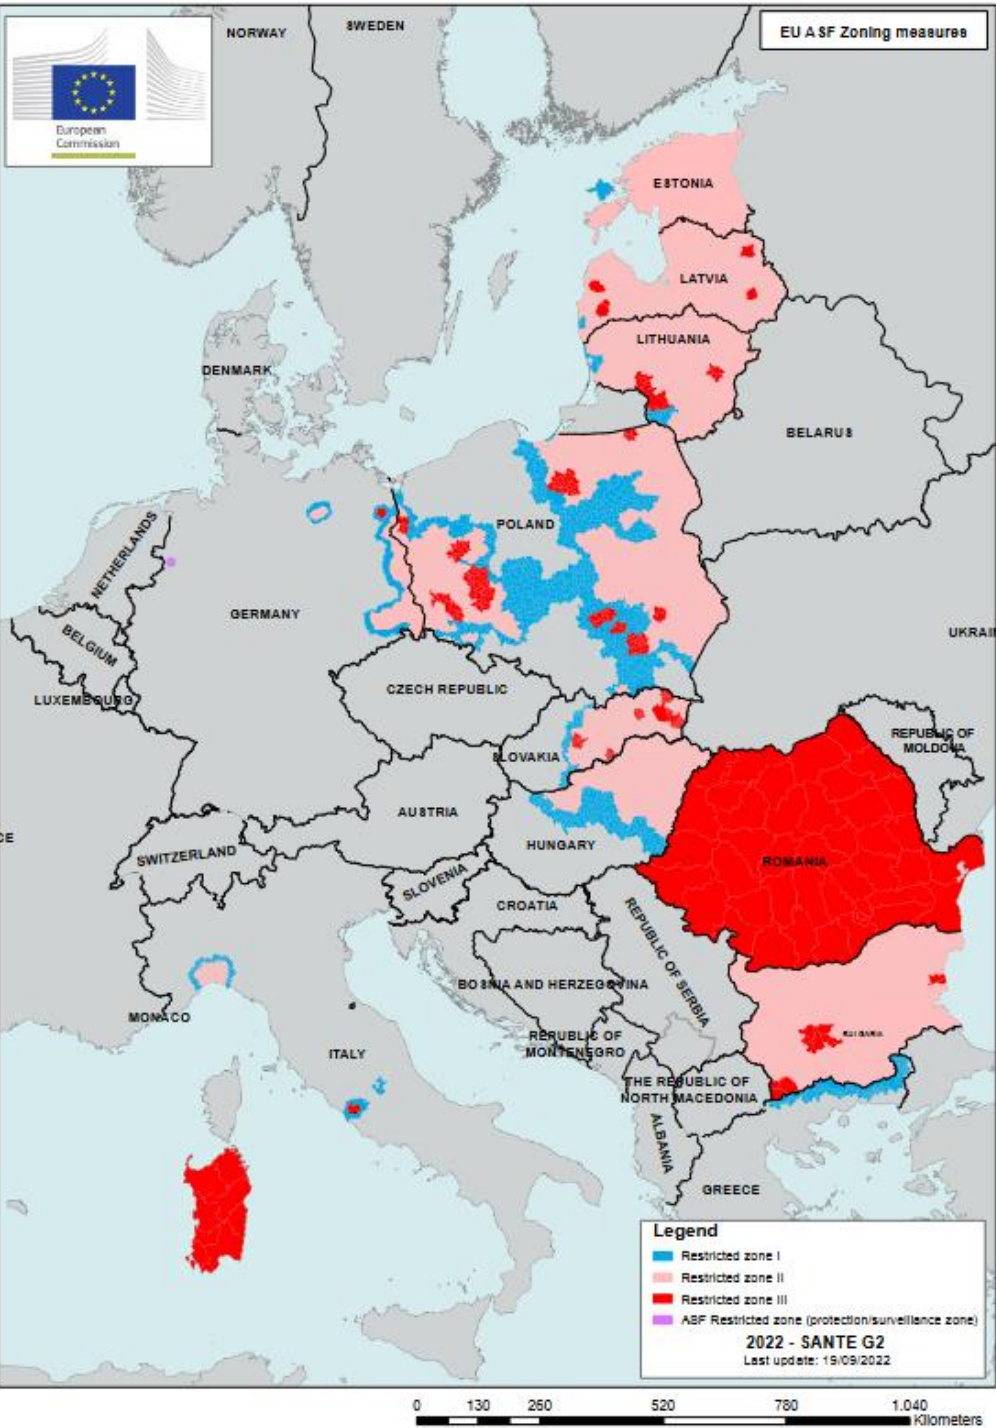 NORWAY
SWEDEN
EU ASF Zoning measures
European
Commission
ESTONIA
LATVIA
LITHUANIA
DENMARK
BELARUS
POLAND
NETHERLANDS
GERMANY
BELGIUM
UKRAIN
LUXEMBOURG
CZECH REPUBLIC
REPUBLIC OF
MOLDOVA
SLOVAKIA
AUSTRIA
CE
HUNGARY
SWITZERLAND
ROMANIA
SLOVENIA
CROATIA
REPUBLIC OF SERBIA
BOSNIA AND HERZEGOVINA
MONACO
REPUBLIC OF
MONTENEGRO
BULGARIA
ITALY
THE REPUBLIC OF
NORTH MACEDONIA
ALBANIA
GREECE
Legend
Restricted zone I
Restricted zone II
Restricted zone III
ASF Restricted zone (protection/surveillance zone)
2022 - SANTE G2
Last update: 19/09/2022
0 130 260 520 780 1.040
Kilometers